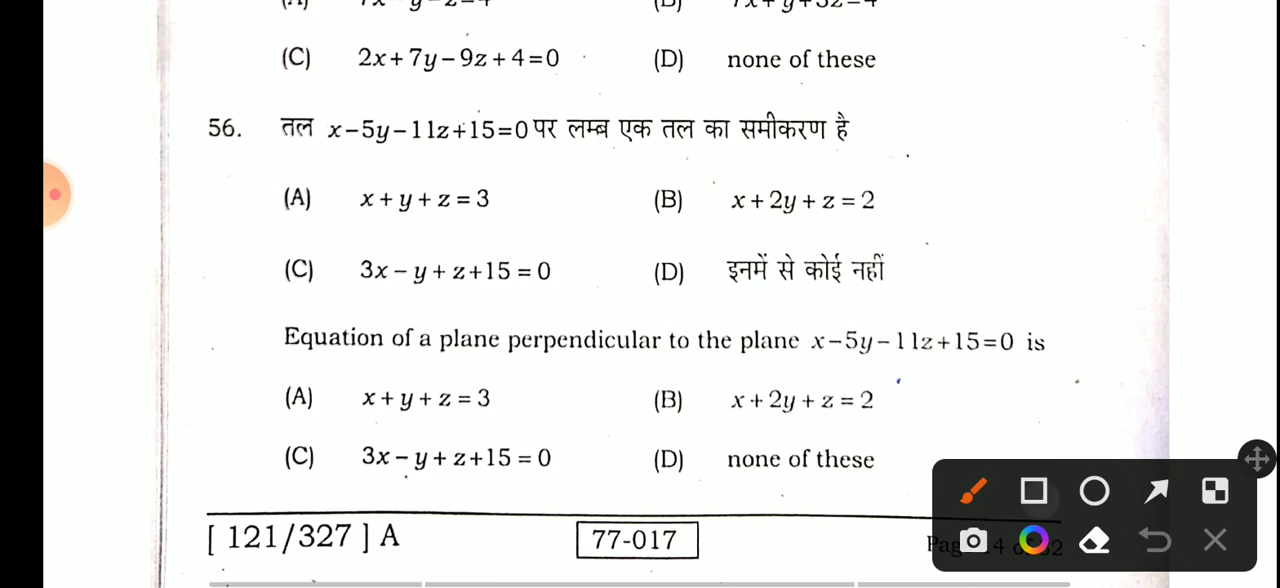 (C) 2x+7y−9z+4=0 (D) none of these
56. तल x−5y−11z+15=0 पर लम्ब एक तल का समीकरण है
(A) x+y+z=3 (B) x+2y+z=2
(C) 3x−y+z+15=0 (D) इनमें से कोई नहीं
Equation of a plane perpendicular to the plane x−5y−11z+15=0 is
(A) x+y+z=3 (B) x+2y+z=2
(C) 3x−y+z+15=0 (D) none of these
[ 121/327 ] A 77-017